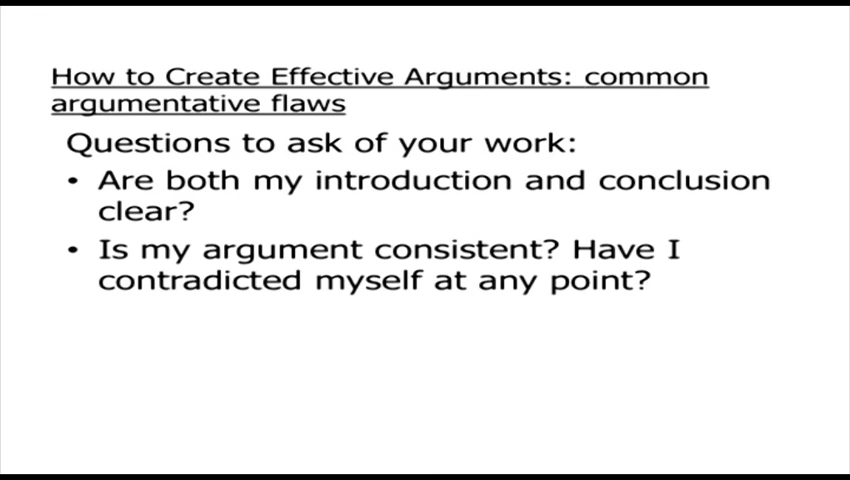 How to Create Effective Arguments: common
argumentative flaws
Questions to ask of your work:
• Are both my introduction and conclusion
clear?
• Is my argument consistent? Have I
contradicted myself at any point?